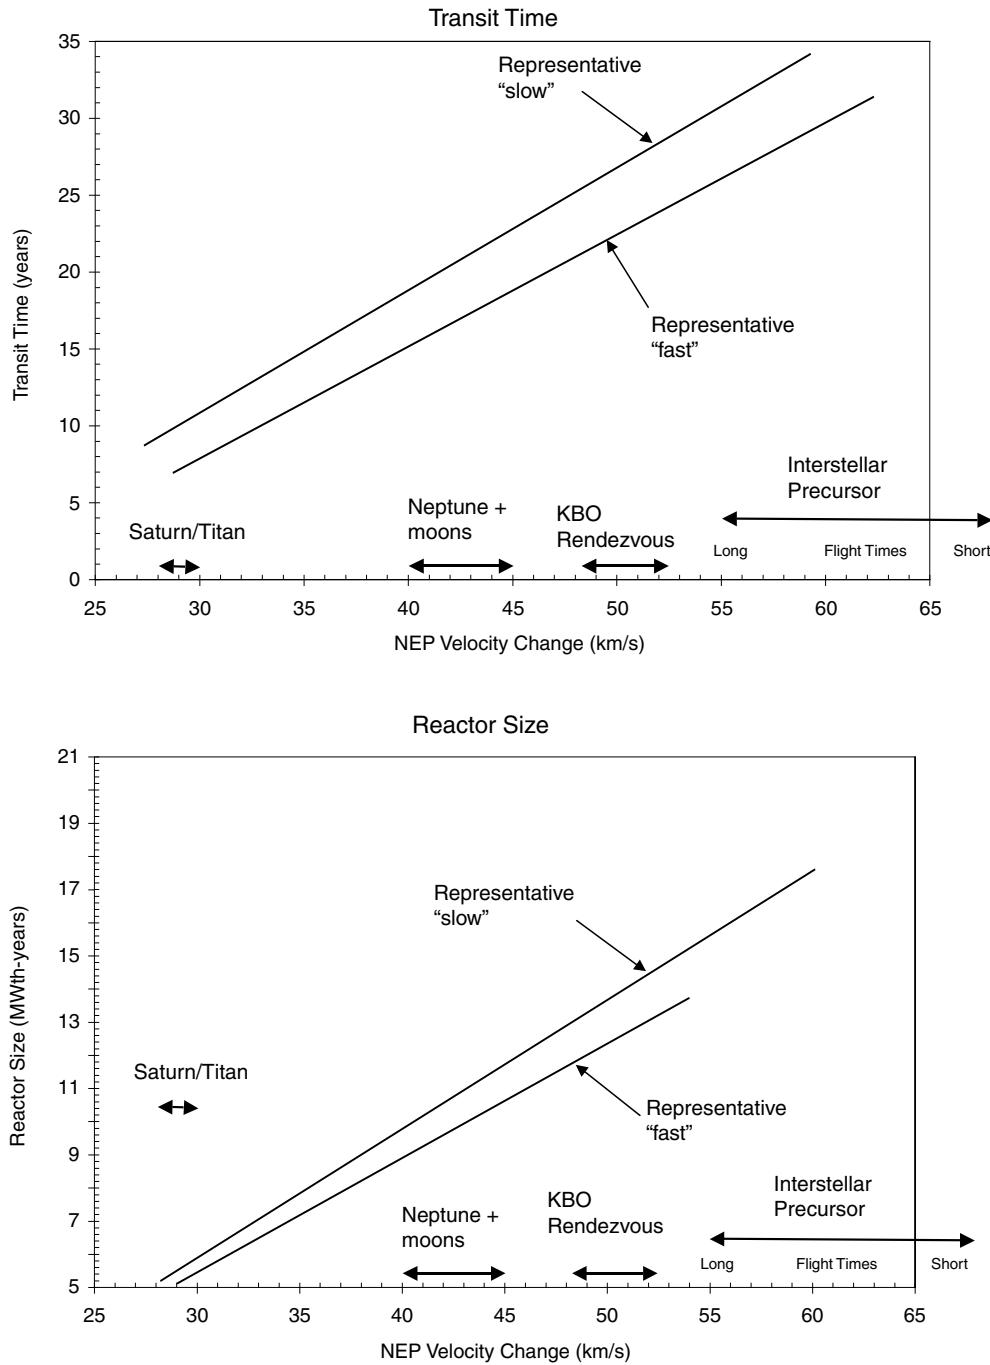 Transit Time
35
30
25
20
15
10
5
0
Transit Time (years)
Representative
“slow”
Representative
“fast”
Interstellar
Precursor
Neptune +
moons
KBO
Rendezvous
Saturn/Titan
Long
Flight Times
Short
25 30 35 40 45 50 55 60 65
NEP Velocity Change (km/s)
Reactor Size
21
19
17
15
13
11
9
7
5
Reactor Size (MWth-years)
Representative
“slow”
Saturn/Titan
Representative
“fast”
Interstellar
Precursor
KBO
Rendezvous
Neptune +
moons
Long
Flight Times
Short
25 30 35 40 45 50 55 60 65
NEP Velocity Change (km/s)